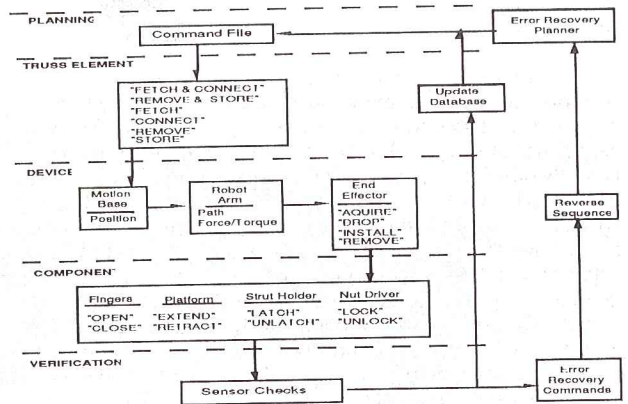 PLANNING
Command File
Error Recovery
Planner
TRUSS ELEMENT
"FETCH & CONNECT"
"REMOVE & STORE"
"FETCH"
"CONNECT"
"REMOVE"
"STORE"
Update
Database
DEVICE
Motion
Base
Position
Robot
Arm
Path
Force/Torque
End
Effector
"AQUIRE"
"DROP"
"INSTALL"
"REMOVE"
Reverse
Sequence
COMPONENT
Fingers
"OPEN"
"CLOSE"
Platform
"EXTEND"
"RETRACT"
Strut Holder
"LATCH"
"UNLATCH"
Nut Driver
"LOCK"
"UNLOCK"
VERIFICATION
Sensor Checks
Error
Recovery
Commands